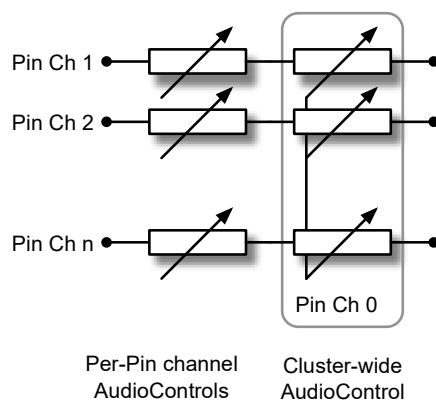 Pin Ch 1
Pin Ch 2
Pin Ch n
Pin Ch 0
Per-Pin channel
AudioControls
Cluster-wide
AudioControl